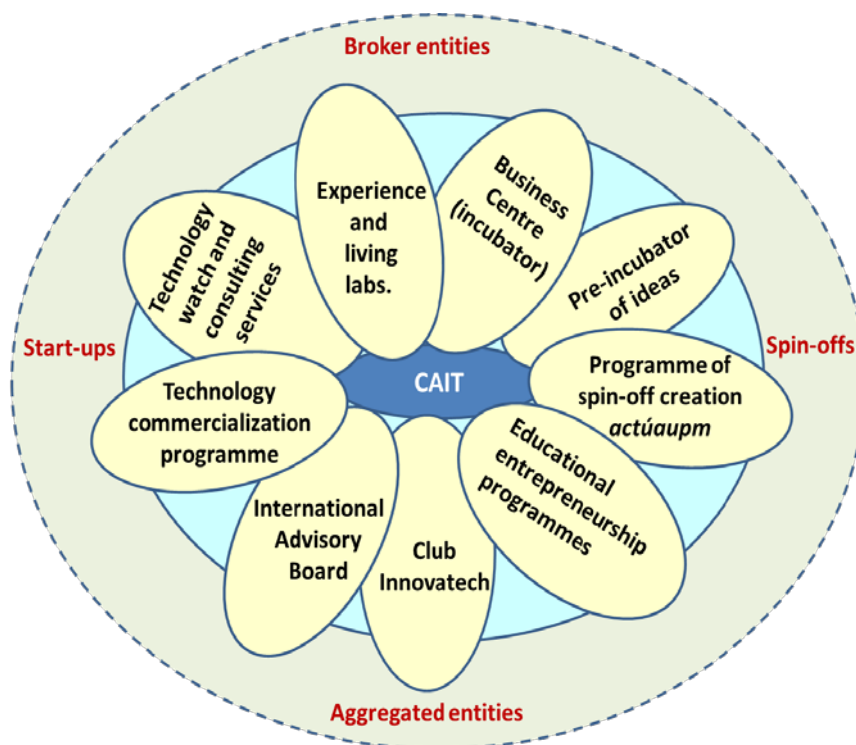 Broker entities
Experience
and
living
labs.
Business
Centre
(incubator)
Technology
watch and
consulting
services
Pre-incubator
of ideas
Start-ups
CAIT
Spin-offs
Programme of
spin-off creation
actúaupm
Technology
commercialization
programme
Educational
entrepreneurship
programmes
International
Advisory
Board
Club
Innovatech
Aggregated entities